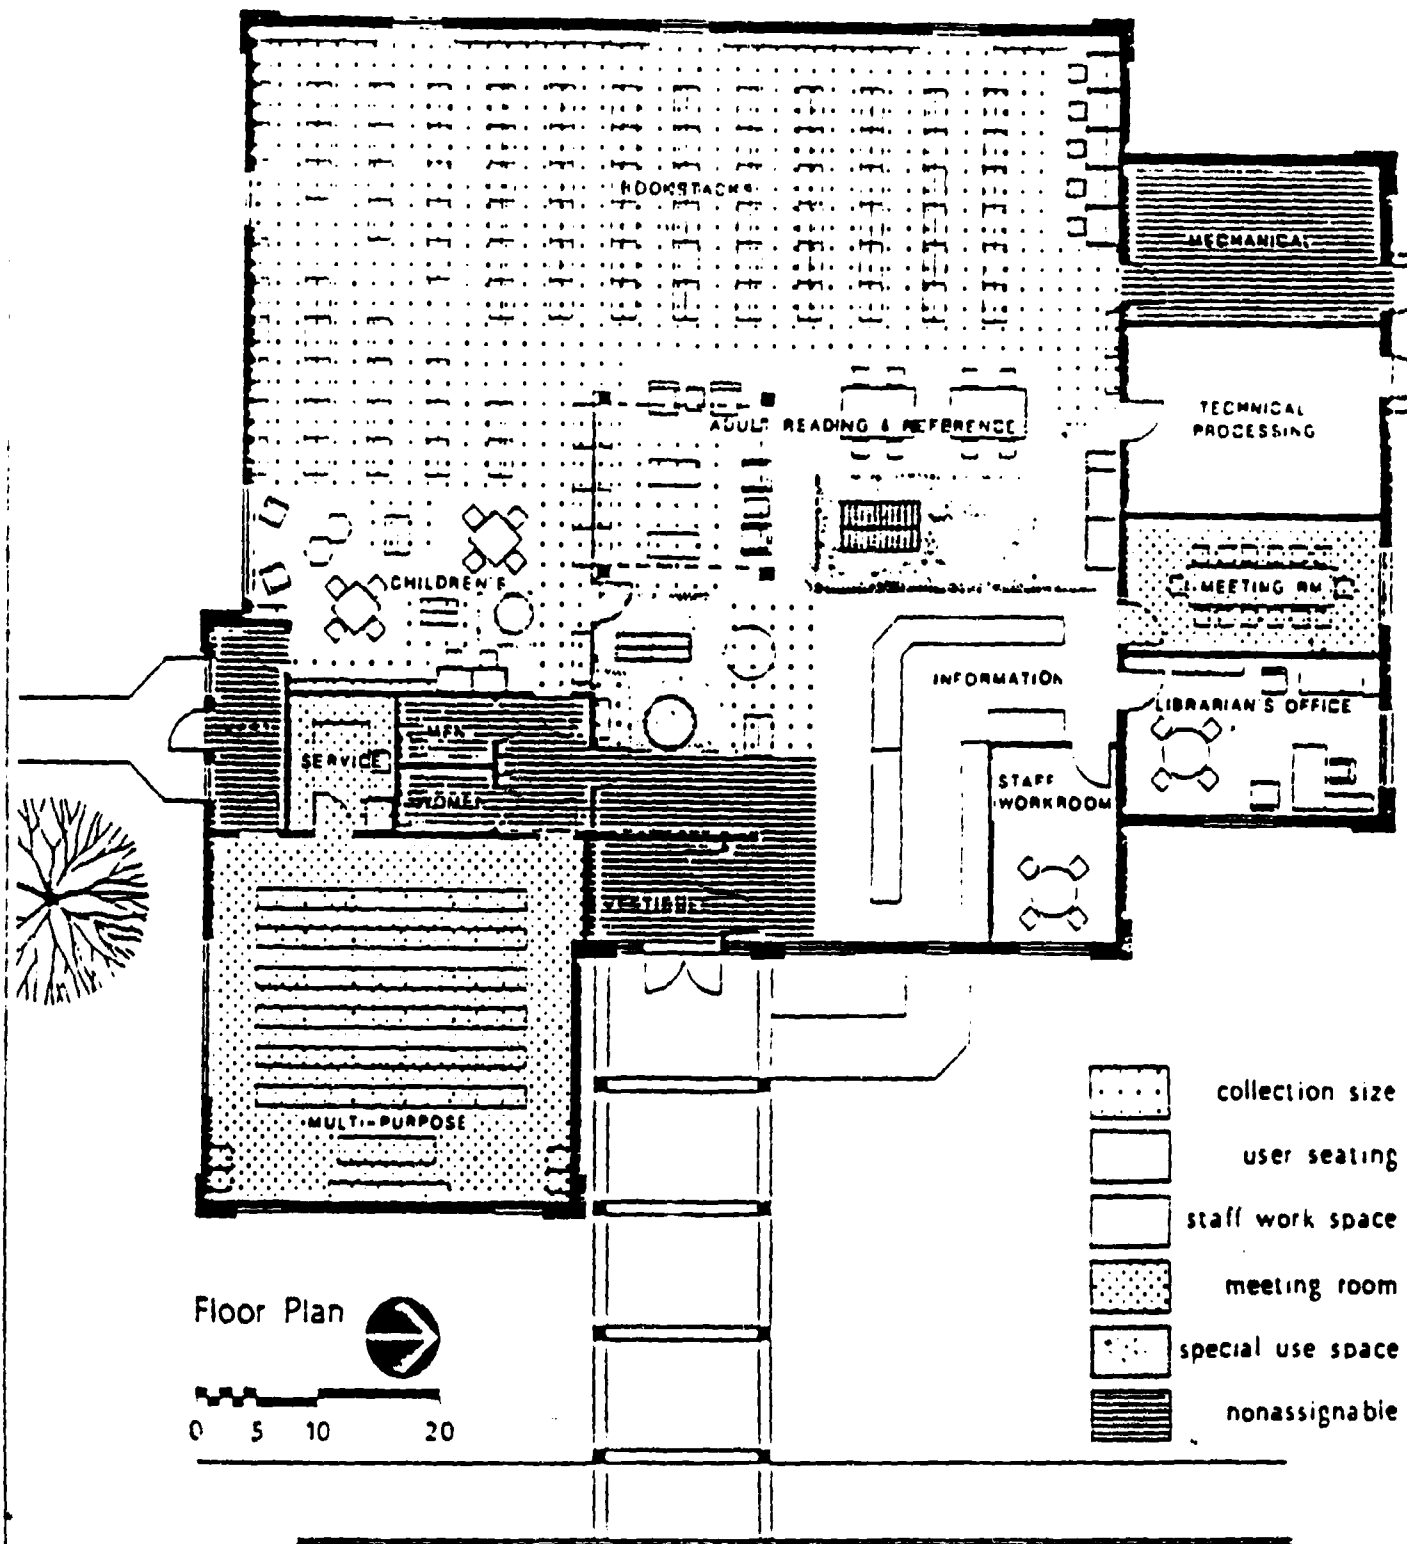 BOOKSTACKS
MECHANICAL
TECHNICAL
PROCESSING
ADULT READING & REFERENCE
CHILDREN'S
MEETING RM
INFORMATION
LIBRARIAN'S OFFICE
MEN
SERVICE
WOMEN
STAFF
WORKROOM
MULTI-PURPOSE
collection size
user seating
staff work space
meeting room
special use space
nonassignable
Floor Plan
0 5 10 20